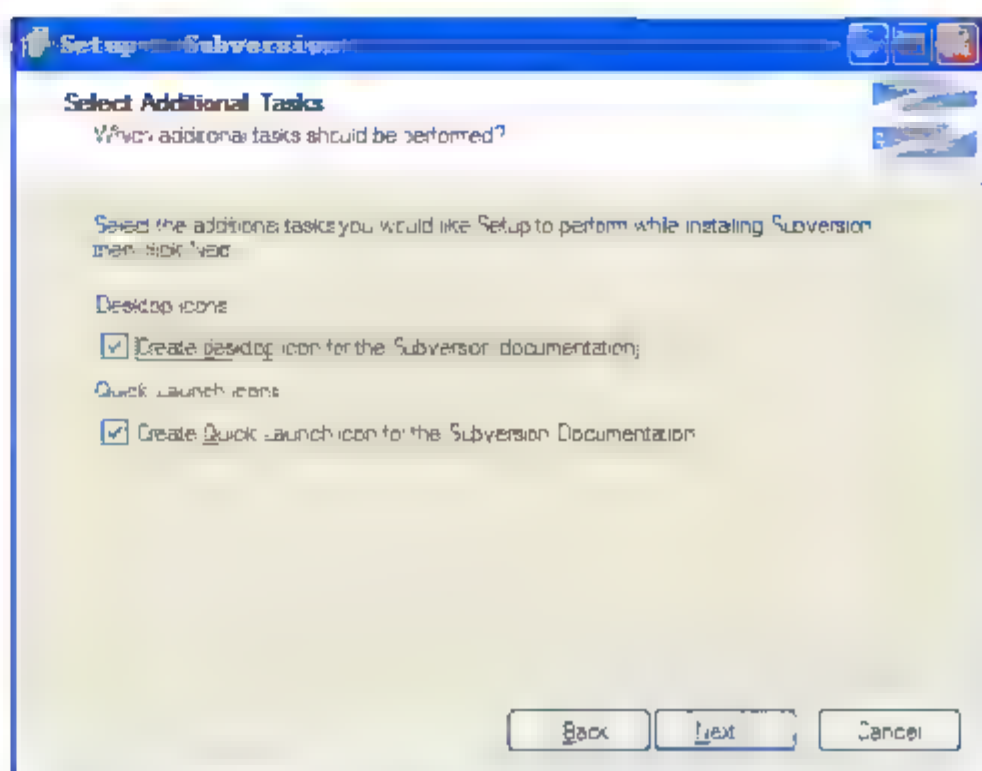 Setup - Subversion
Select Additional Tasks
Which additional tasks should be performed?
Select the additional tasks you would like Setup to perform while installing Subversion
then click Next
Desktop icons
Create desktop icon for the Subversion documentation
Quick Launch icons
Create Quick Launch icon for the Subversion Documentation
Back
Next
Cancel